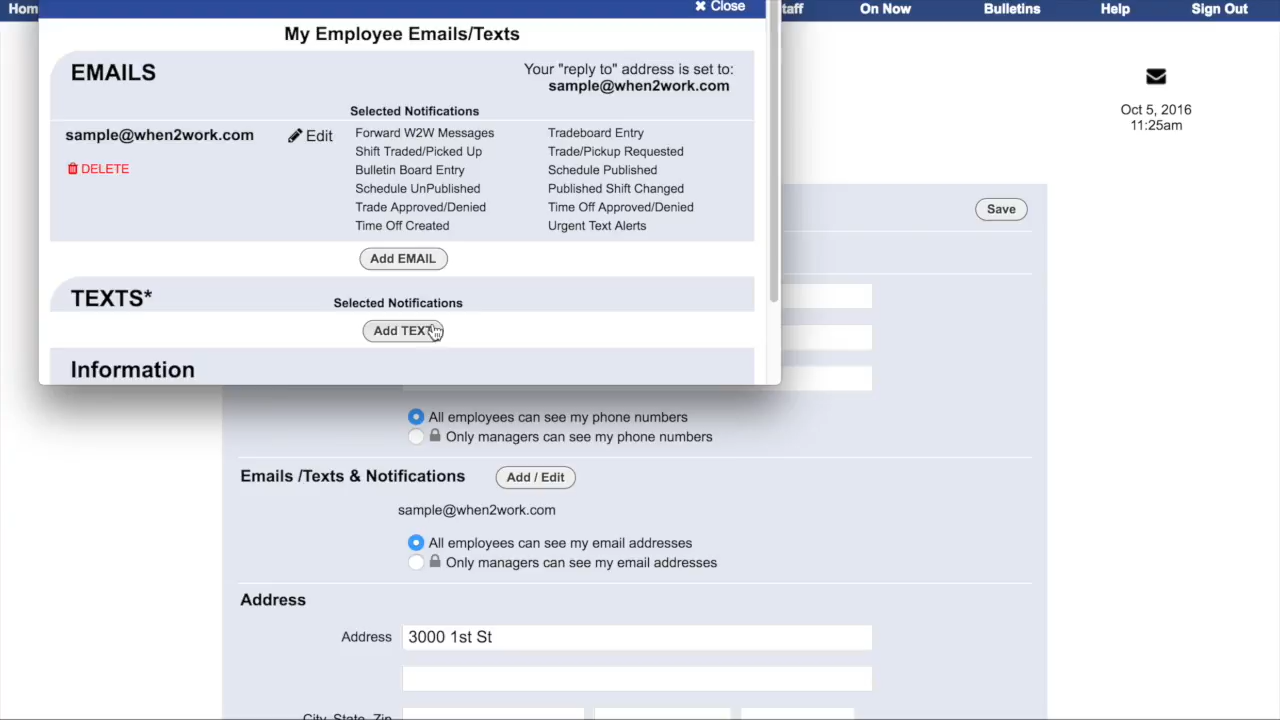 Hom
✖ Close
taff
On Now
Bulletins
Help
Sign Out
My Employee Emails/Texts
EMAILS
Your "reply to" address is set to:
sample@when2work.com
Oct 5, 2016
11:25am
Selected Notifications
sample@when2work.com
Edit
DELETE
Forward W2W Messages
Tradeboard Entry
Shift Traded/Picked Up
Trade/Pickup Requested
Bulletin Board Entry
Schedule Published
Schedule UnPublished
Published Shift Changed
Trade Approved/Denied
Time Off Approved/Denied
Time Off Created
Urgent Text Alerts
Save
Add EMAIL
TEXTS*
Selected Notifications
Add TEXT
Information
All employees can see my phone numbers
Only managers can see my phone numbers
Emails /Texts & Notifications
Add / Edit
sample@when2work.com
All employees can see my email addresses
Only managers can see my email addresses
Address
Address
3000 1st St
City, State, Zip